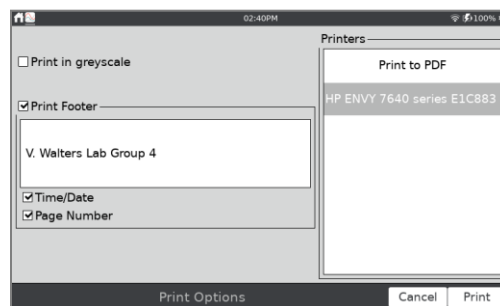 02:40PM
100%
Print in greyscale
Print Footer
V. Walters Lab Group 4
Time/Date
Page Number
Printers
Print to PDF
HP ENVY 7640 series E1C883
Print Options
Cancel
Print